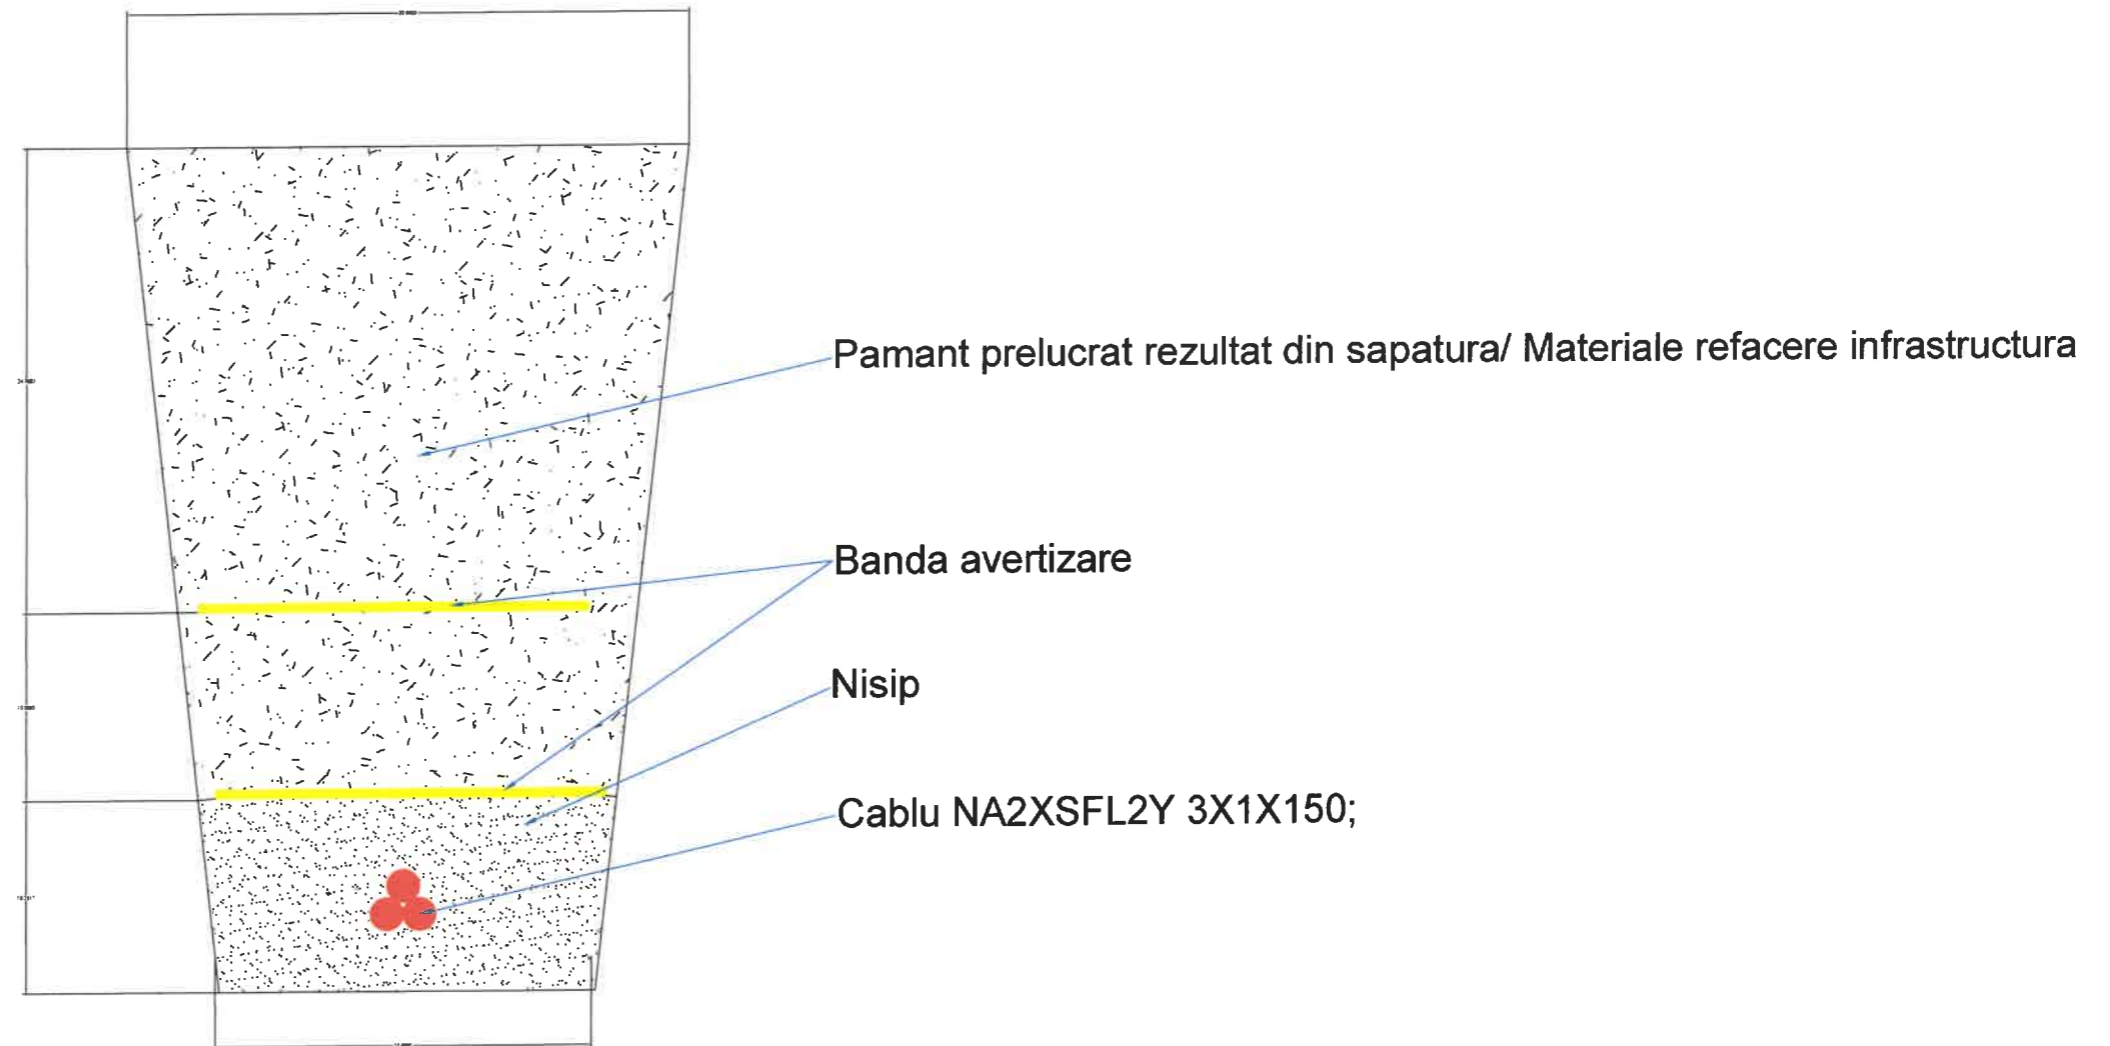 Pamant prelucrat rezultat din sapatura/ Materiale refacere infrastructura
Banda avertizare
Nisip
Cablu NA2XSFL2Y 3X1X150;